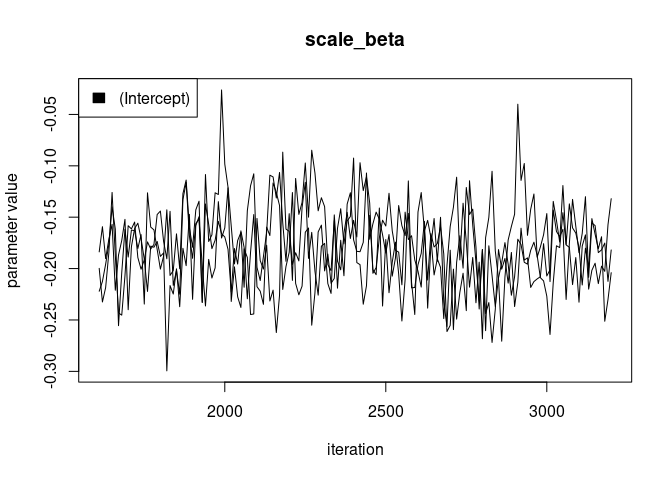 scale_beta
(Intercept)
parameter value
-0.05
-0.10
-0.15
-0.20
-0.25
-0.30
2000
2500
3000
iteration